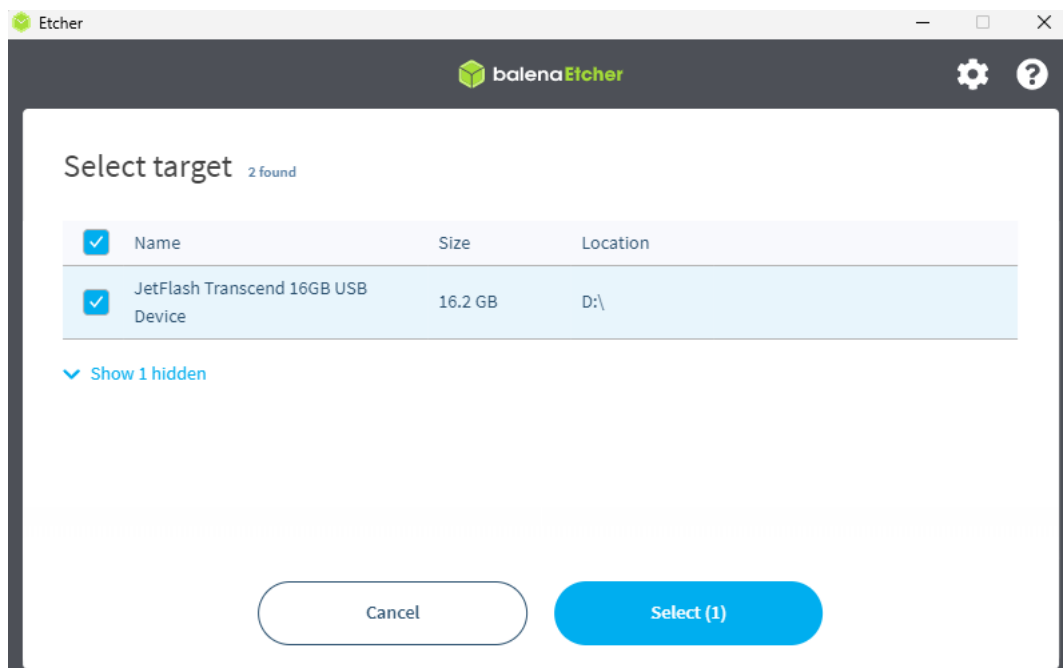 Etcher
balenaEtcher
Select target 2 found
Name Size Location
JetFlash Transcend 16GB USB
Device
16.2 GB D:\
Show 1 hidden
Cancel Select (1)